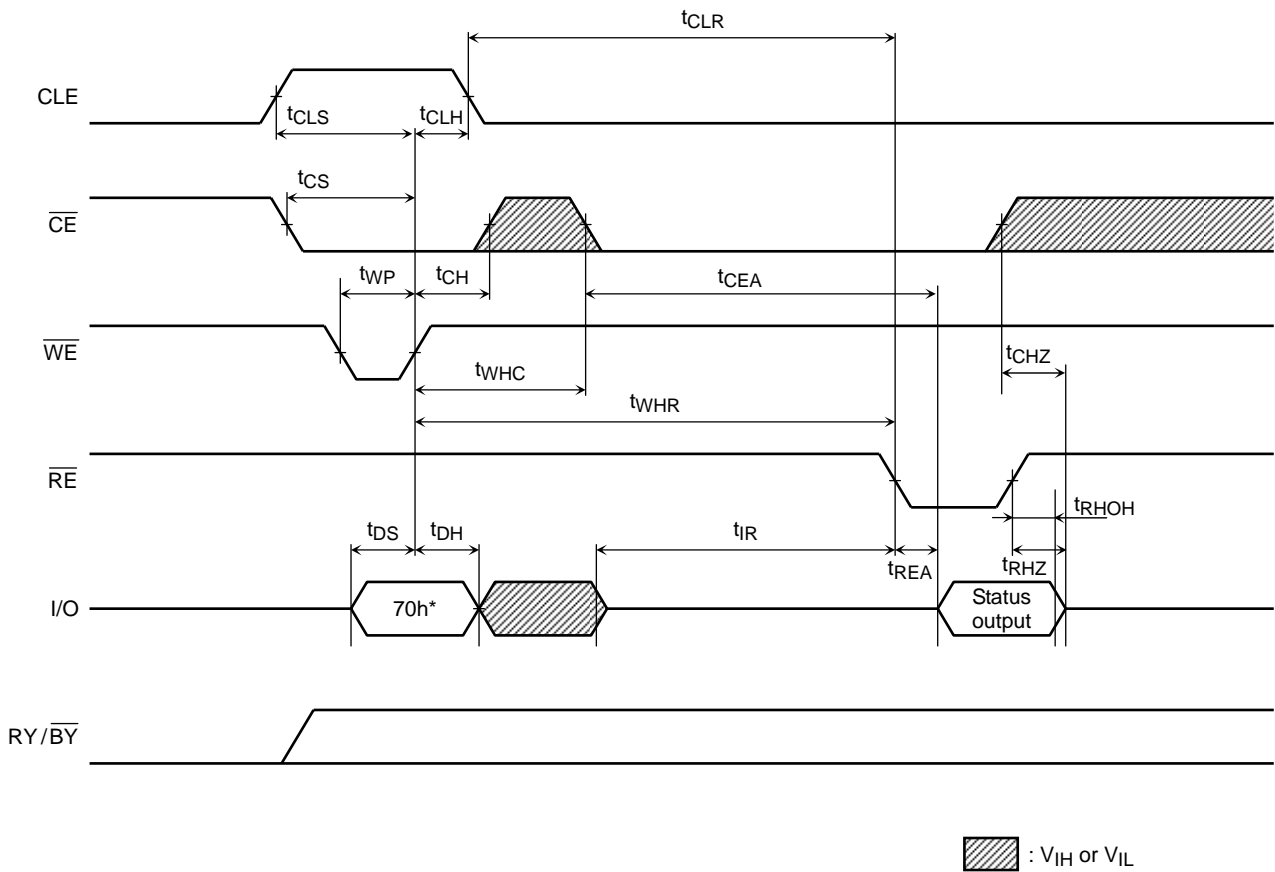 tCLR
CLE
tCLS
tCLH
tCS
CE
tWP
tCH
tCEA
WE
tCHZ
tWHC
tWHR
RE
tRHOH
tDS
tDH
tIR
tREA
tRHZ
I/O
70h*
Status
output
RY/BY
: VIH or VIL